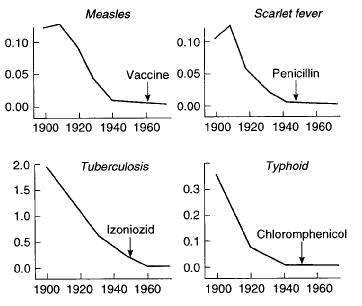 Measles
0.10
0.05
0.00
Vaccine
1900 1920 1940 1960
Scarlet fever
0.10
0.05
0.00
Penicillin
1900 1920 1940 1960
Tuberculosis
2.0
1.5
1.0
0.5
0.0
Izoniozid
1900 1920 1940 1960
Typhoid
0.3
0.2
0.1
0.0
Chloromphenicol
1900 1920 1940 1960